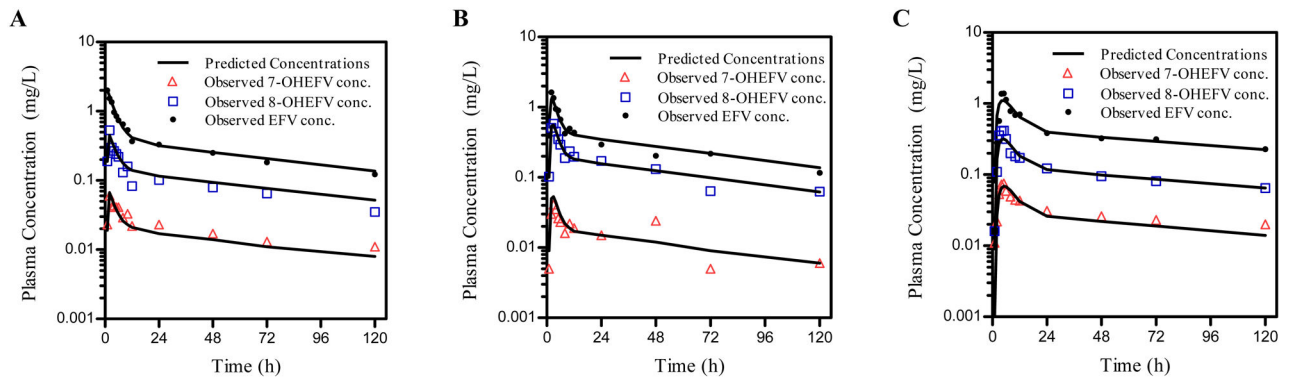 A
Plasma Concentration (mg/L)
10
1
0.1
0.01
0.001
0 24 48 72 96 120
Time (h)
Predicted Concentrations
Observed 7-OHEFV conc.
Observed 8-OHEFV conc.
Observed EFV conc.
B
Plasma Concentration (mg/L)
10
1
0.1
0.01
0.001
0 24 48 72 96 120
Time (h)
Predicted Concentrations
Observed 7-OHEFV conc.
Observed 8-OHEFV conc.
Observed EFV conc.
C
Plasma Concentration (mg/L)
10
1
0.1
0.01
0.001
0 24 48 72 96 120
Time (h)
Predicted Concentrations
Observed 7-OHEFV conc.
Observed 8-OHEFV conc.
Observed EFV conc.